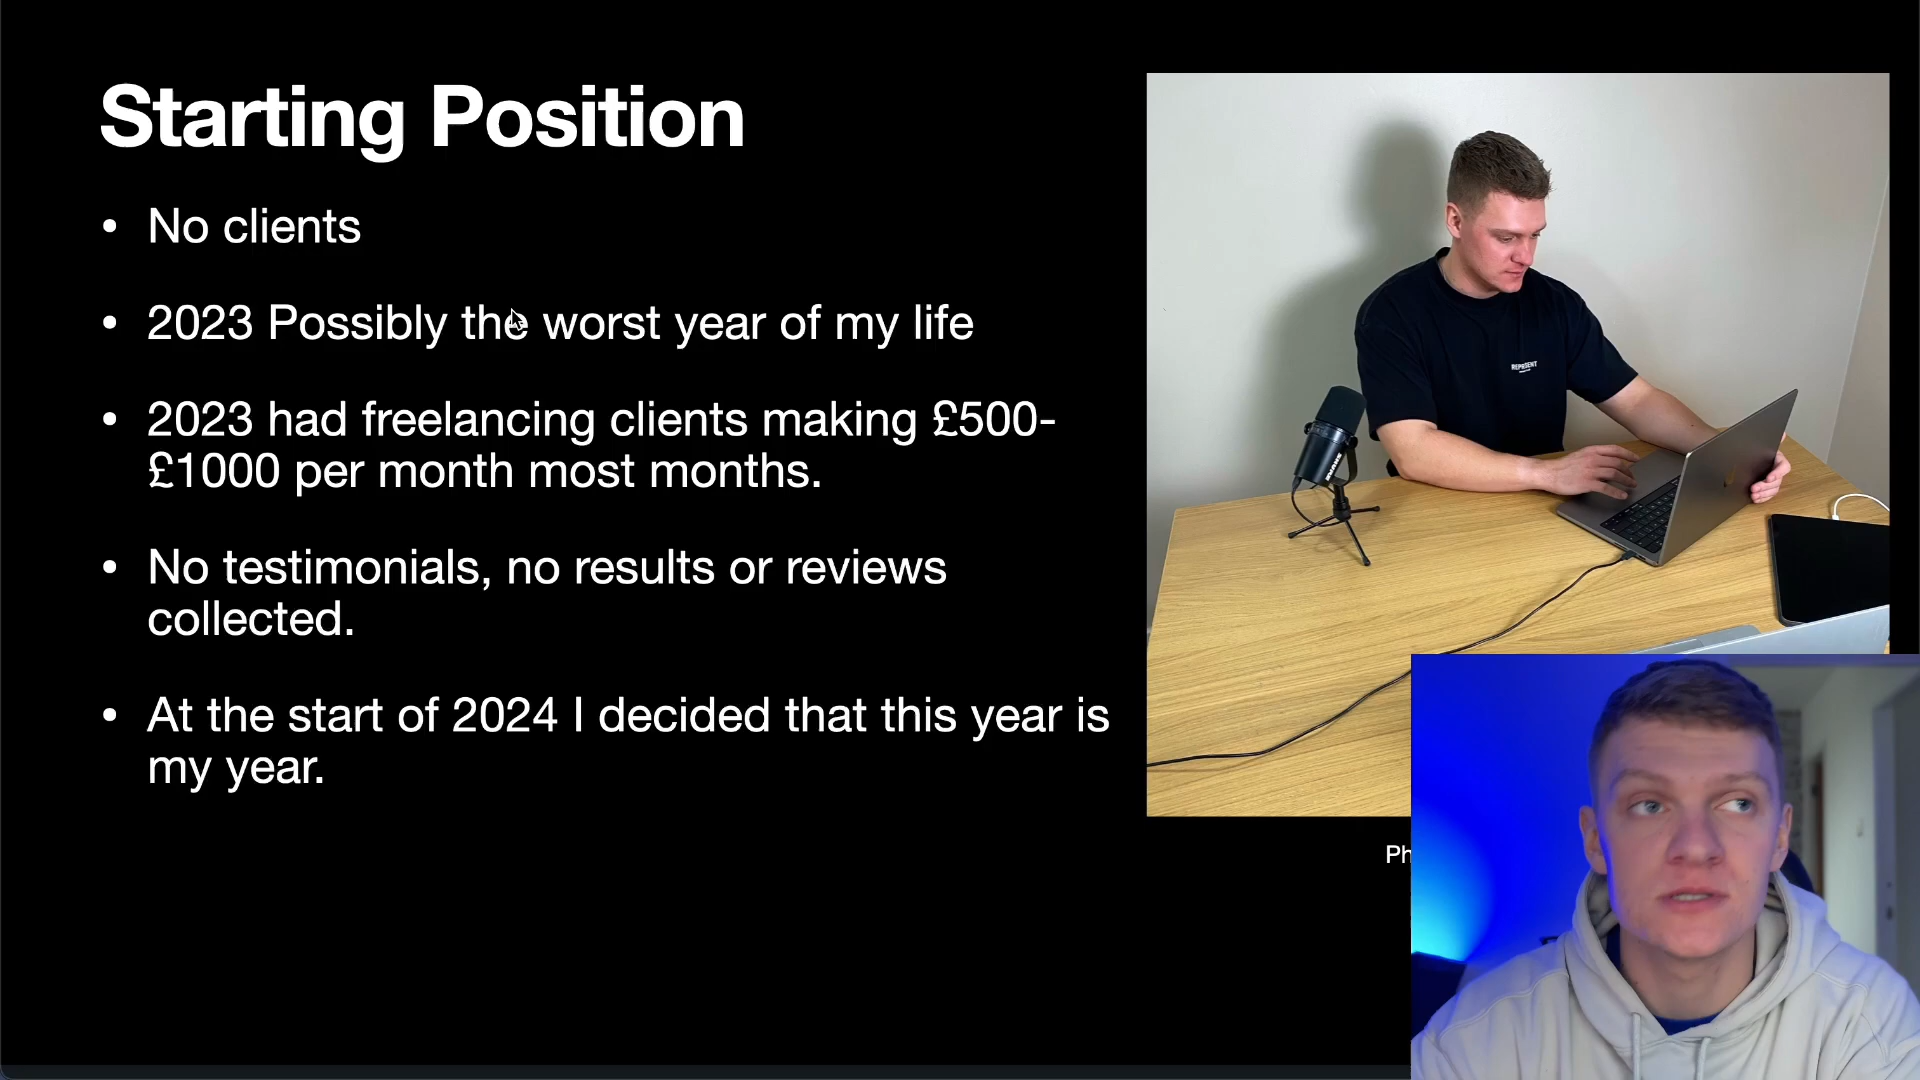 Starting Position
• No clients
• 2023 Possibly the worst year of my life
• 2023 had freelancing clients making £500-
£1000 per month most months.
• No testimonials, no results or reviews
collected.
• At the start of 2024 I decided that this year is
my year.
REPRESENT
SHURE